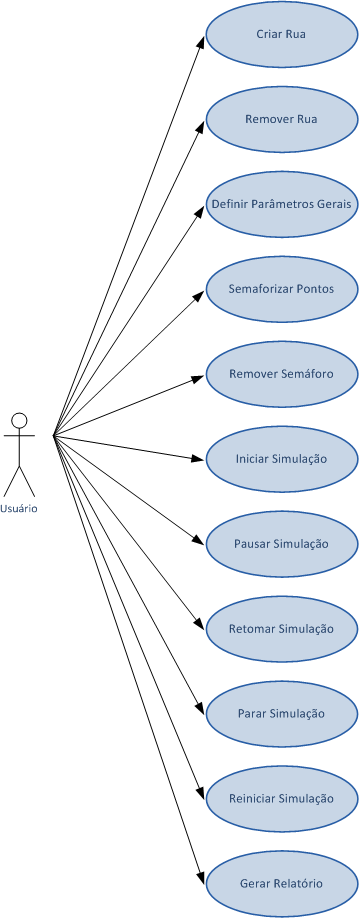 Criar Rua
Remover Rua
Definir Parâmetros Gerais
Semaforizar Pontos
Remover Semáforo
Iniciar Simulação
Usuário
Pausar Simulação
Retomar Simulação
Parar Simulação
Reiniciar Simulação
Gerar Relatório